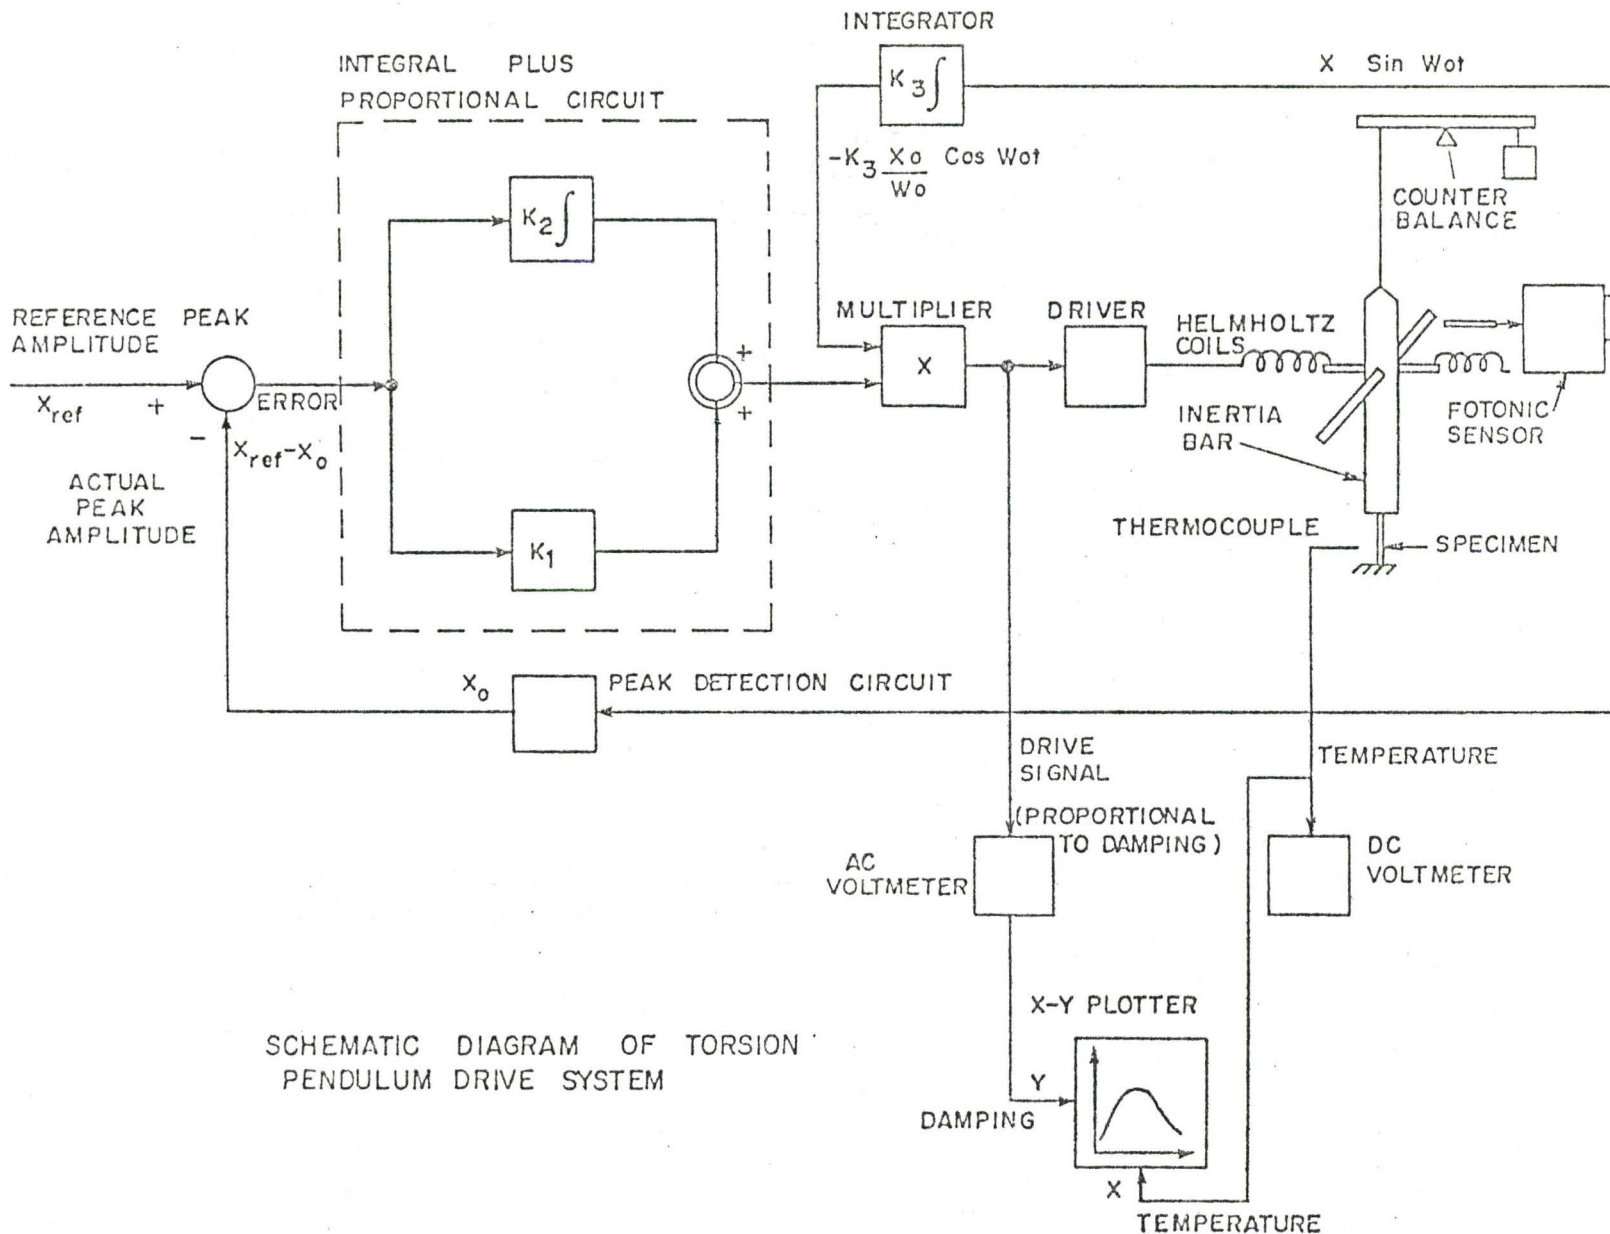 INTEGRATOR
K3∫
X Sin Wot
INTEGRAL PLUS
PROPORTIONAL CIRCUIT
-K3 Xo/Wo Cos Wot
COUNTER
BALANCE
K2∫
REFERENCE PEAK
AMPLITUDE
Xref
+
-
ERROR
Xref-Xo
ACTUAL
PEAK
AMPLITUDE
+
+
K1
MULTIPLIER
X
DRIVER
HELMHOLTZ
COILS
INERTIA
BAR
FOTONIC
SENSOR
THERMOCOUPLE
SPECIMEN
Xo
PEAK DETECTION CIRCUIT
DRIVE
SIGNAL
(PROPORTIONAL
TO DAMPING)
TEMPERATURE
AC
VOLTMETER
DC
VOLTMETER
X-Y PLOTTER
Y
DAMPING
X
TEMPERATURE
SCHEMATIC DIAGRAM OF TORSION
PENDULUM DRIVE SYSTEM